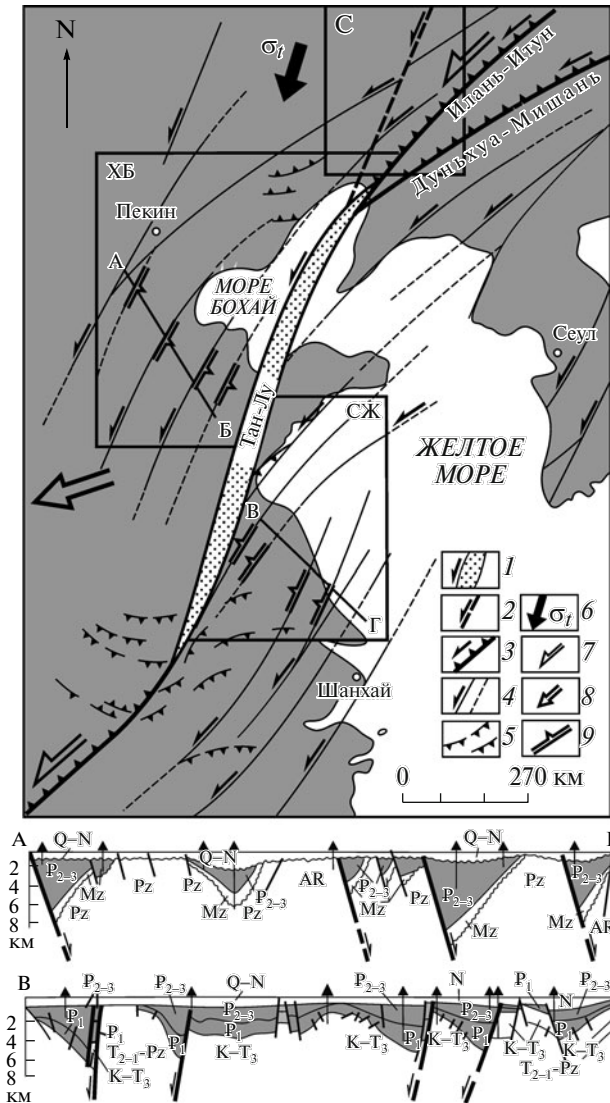 N
σt
С
Илань-Итун
Дуньхуа-Мишань
ХБ
Пекин
А
МОРЕ
БОХАЙ
Сеул
Б
Тан-Лу
СЖ
ЖЕЛТОЕ
МОРЕ
В
Г
Шанхай
1
2
σt 6
3
7
4
8
5
9
0 270 км
А Q–N Q–N Q–N
2
4
6
8
км
P2–3 Mz Pz Pz Mz Pz P2–3 AR P2–3 Mz Pz P2–3 Mz Pz P2–3 Mz AR
В P2–3 P2–3 Q–N P2–3 N P2–3 P2–3
2
4
6
8
км
P1 P1 P1 P2–3 P1 P1 N P1
T2–1-Pz K–T3 K–T3 K–T3 K–T3 K–T3
K–T3 T2–1-Pz